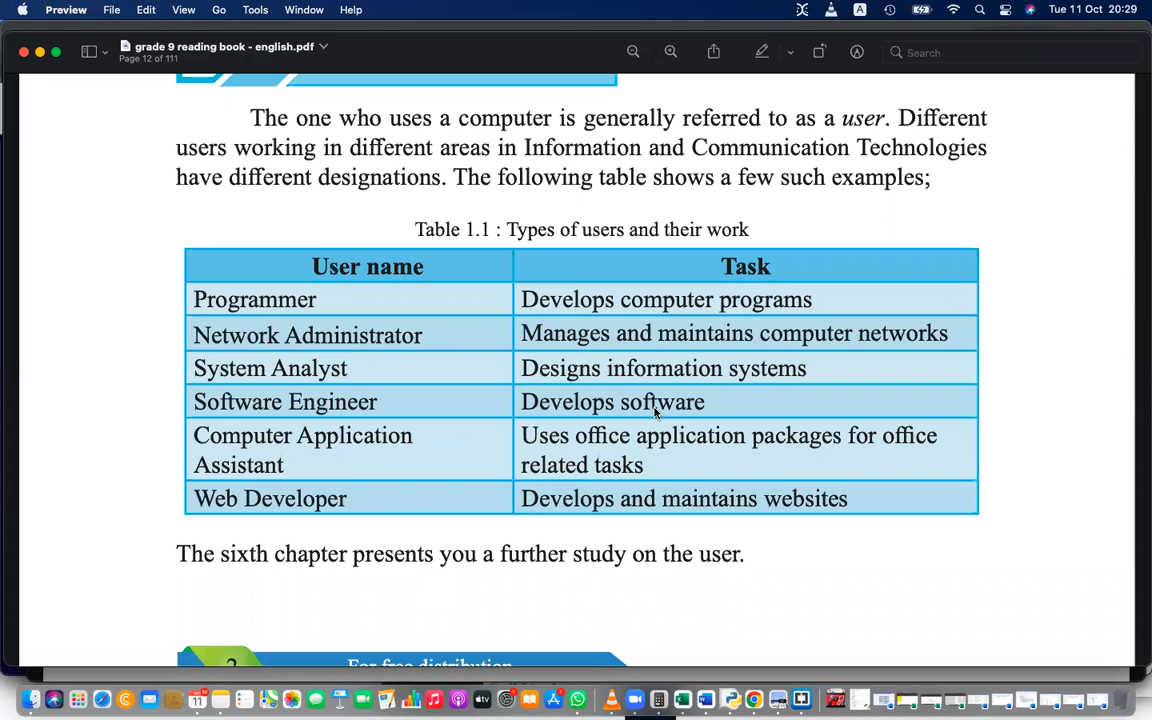 Preview File Edit View Go Tools Window Help A Tue 11 Oct 20:29
grade 9 reading book - english.pdf
Page 12 of 111
Search
The one who uses a computer is generally referred to as a user. Different
users working in different areas in Information and Communication Technologies
have different designations. The following table shows a few such examples;
Table 1.1 : Types of users and their work
User name Task
Programmer Develops computer programs
Network Administrator Manages and maintains computer networks
System Analyst Designs information systems
Software Engineer Develops software
Computer Application Uses office application packages for office
Assistant related tasks
Web Developer Develops and maintains websites
The sixth chapter presents you a further study on the user.
2 For free distribution